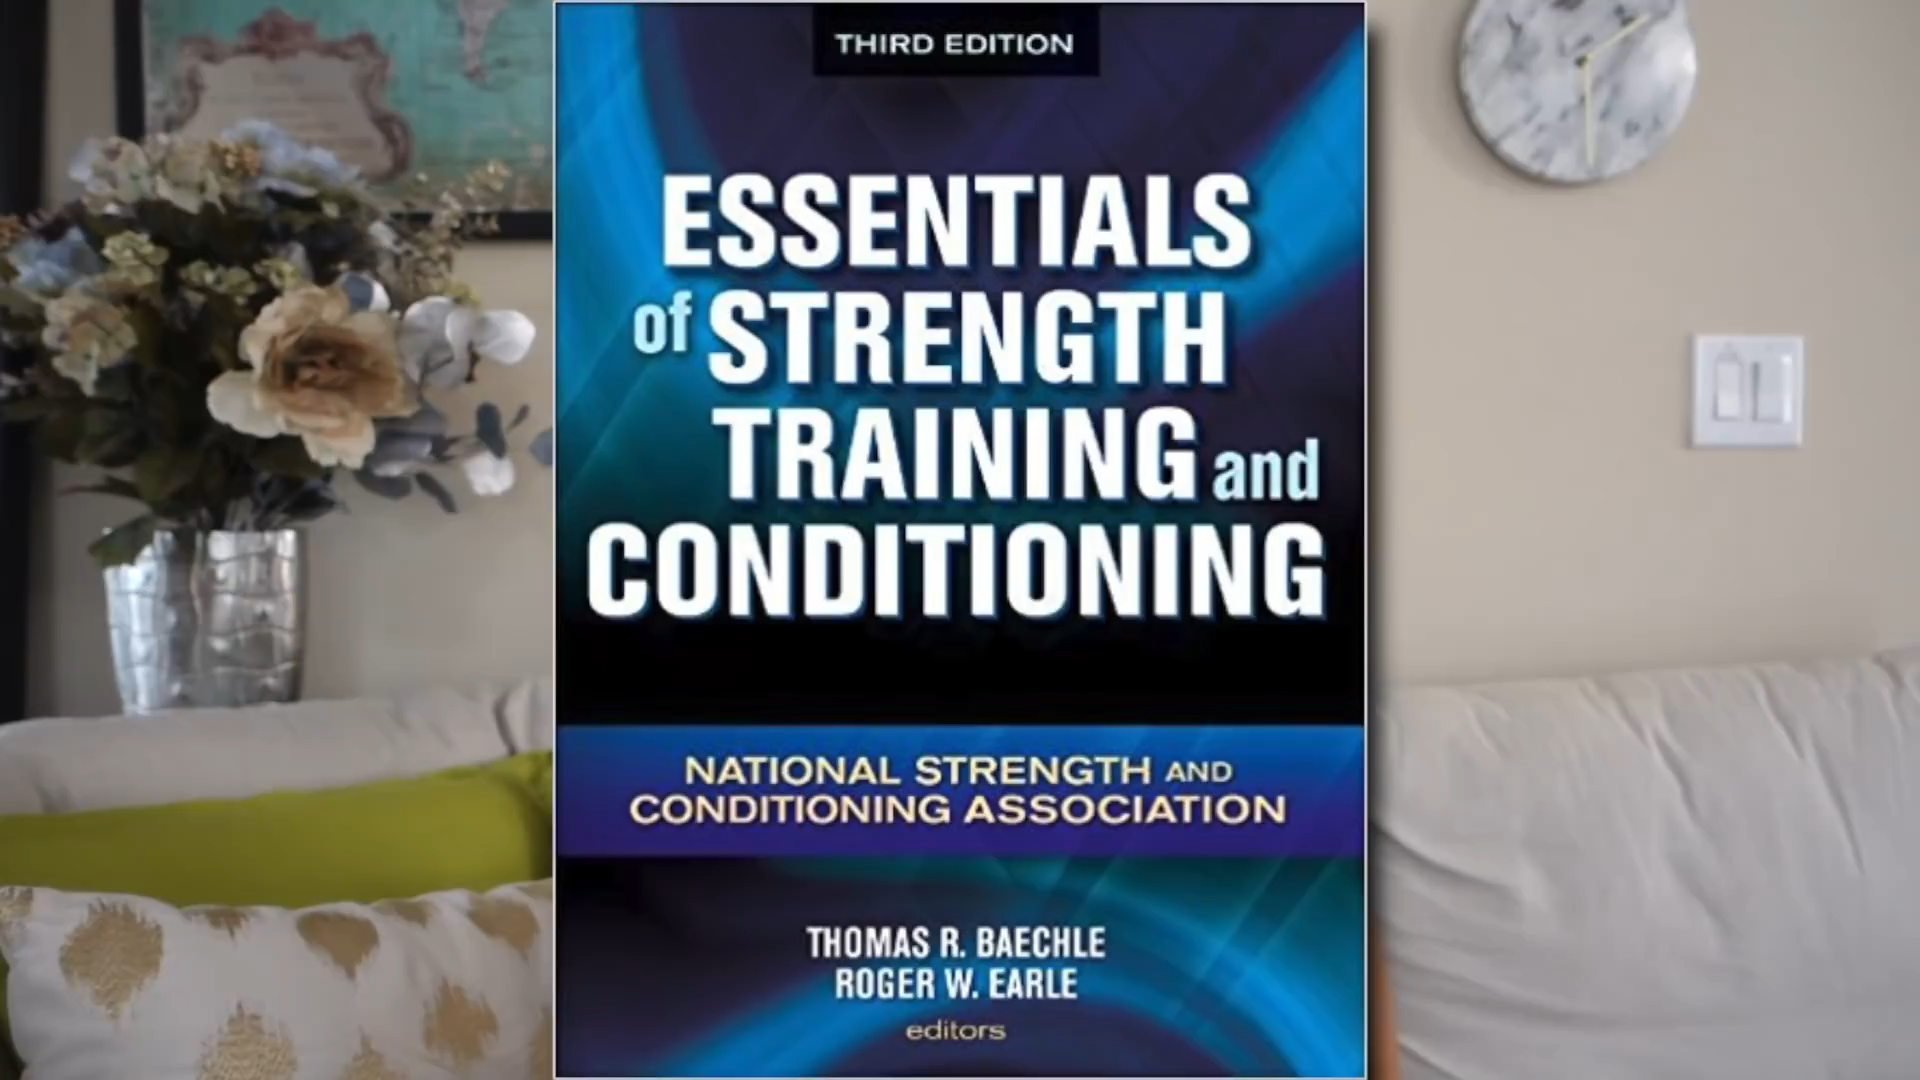 THIRD EDITION
ESSENTIALS
of STRENGTH
TRAINING and
CONDITIONING
NATIONAL STRENGTH AND
CONDITIONING ASSOCIATION
THOMAS R. BAECHLE
ROGER W. EARLE
editors